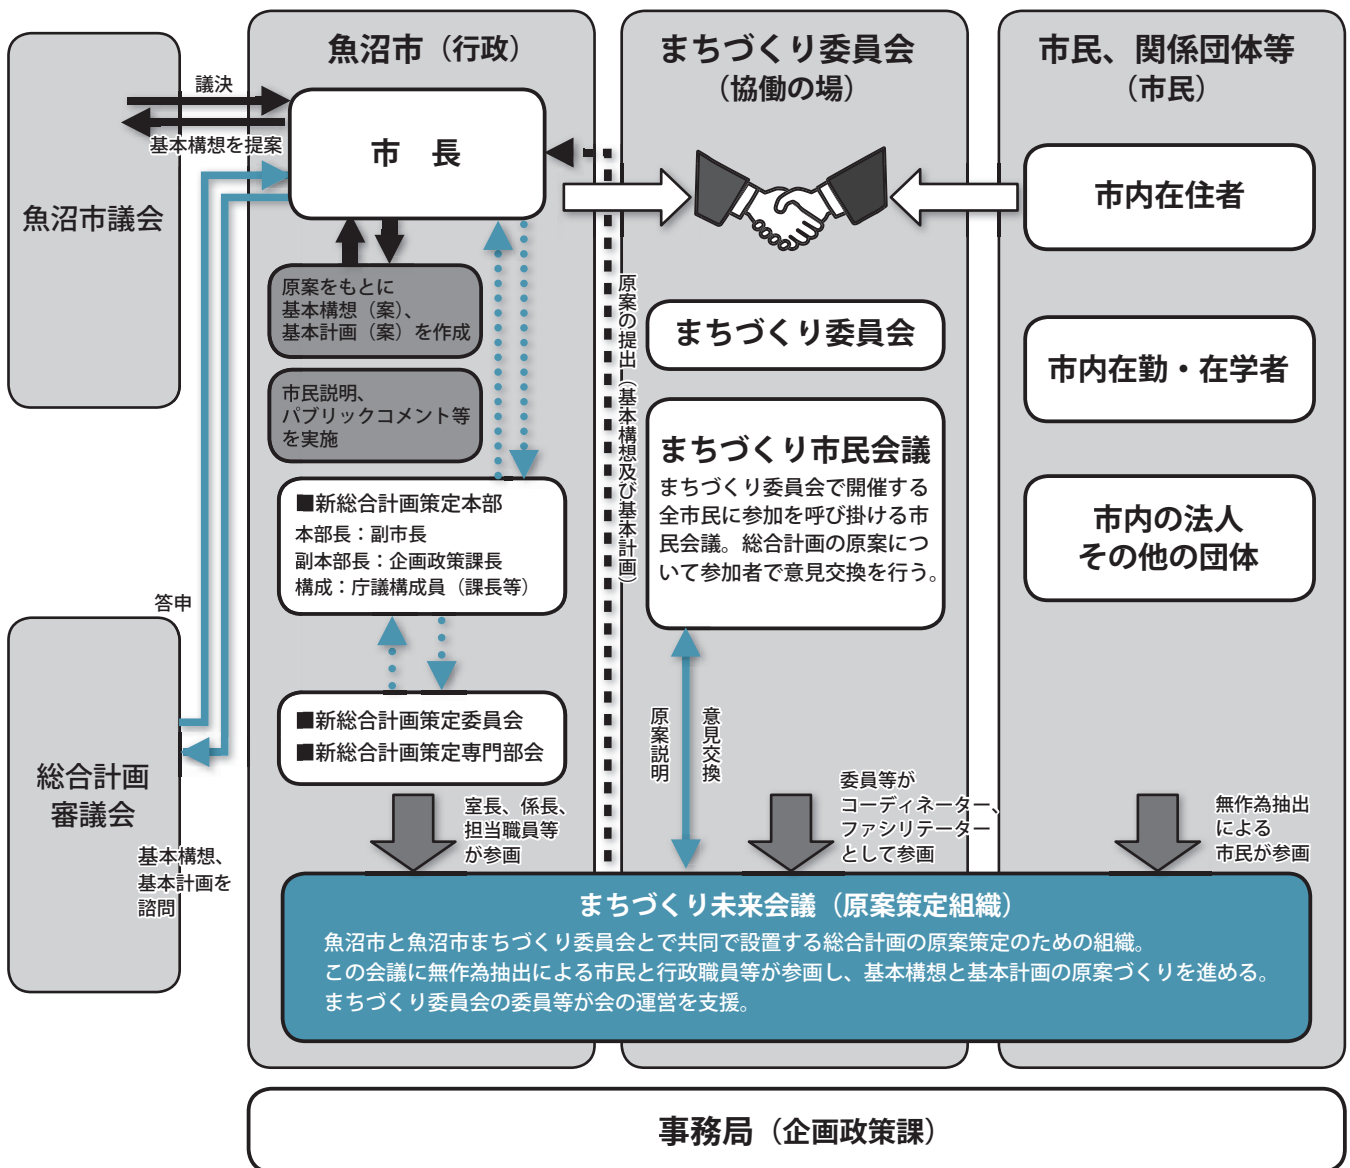 魚沼市（行政）
まちづくり委員会
（協働の場）
市民、関係団体等
（市民）
議決
基本構想を提案
魚沼市議会
市　長
原案をもとに
基本構想（案）、
基本計画（案）を作成
市民説明、
パブリックコメント等
を実施
■新総合計画策定本部
本部長：副市長
副本部長：企画政策課長
構成：庁議構成員（課長等）
■新総合計画策定委員会
■新総合計画策定専門部会
答申
総合計画
審議会
基本構想、
基本計画を
諮問
室長、係長、
担当職員等
が参画
原案の提出（基本構想及び基本計画）
まちづくり委員会
まちづくり市民会議
まちづくり委員会で開催する
全市民に参加を呼び掛ける市
民会議。総合計画の原案につ
いて参加者で意見交換を行う。
原案説明
意見交換
委員等が
コーディネーター、
ファシリテーター
として参画
市内在住者
市内在勤・在学者
市内の法人
その他の団体
無作為抽出
による
市民が参画
まちづくり未来会議（原案策定組織）
魚沼市と魚沼市まちづくり委員会とで共同で設置する総合計画の原案策定のための組織。
この会議に無作為抽出による市民と行政職員等が参画し、基本構想と基本計画の原案づくりを進める。
まちづくり委員会の委員等が会の運営を支援。
事務局（企画政策課）